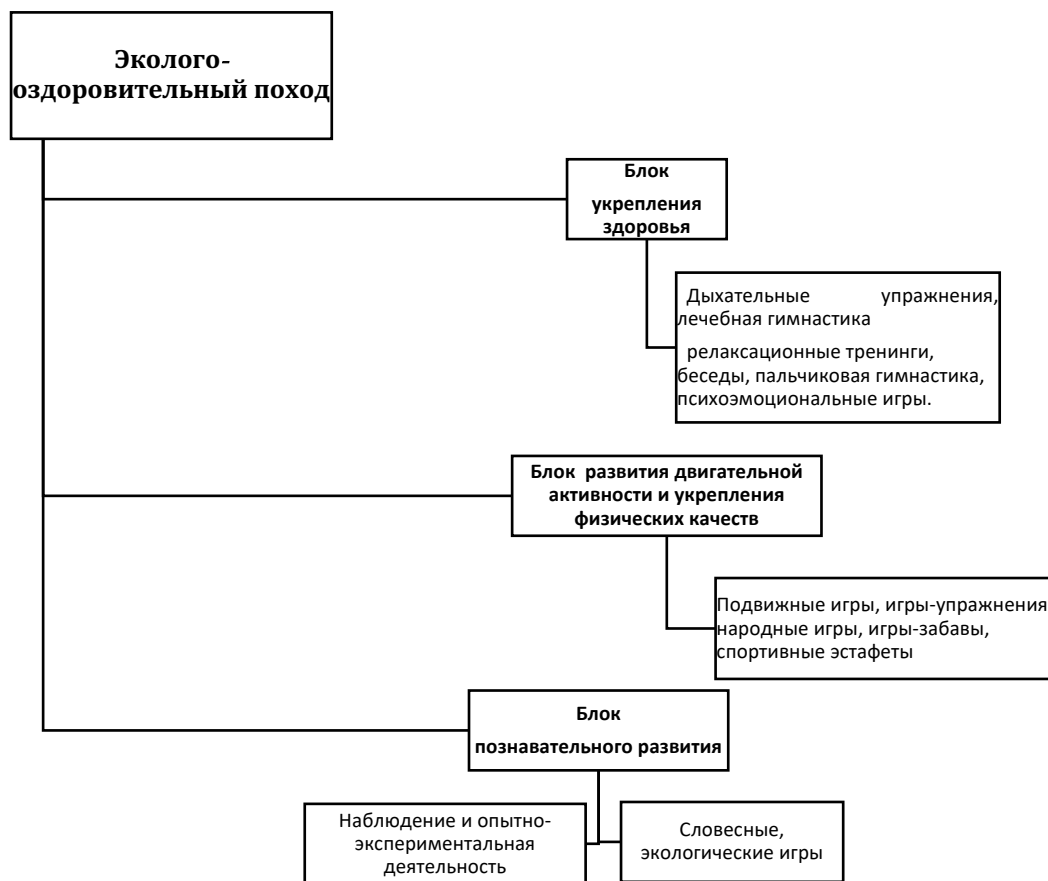 Эколого-
оздоровительный поход
Блок
укрепления
здоровья
Дыхательные упражнения,
лечебная гимнастика
релаксационные тренинги,
беседы, пальчиковая гимнастика,
психоэмоциональные игры.
Блок развития двигательной
активности и укрепления
физических качеств
Подвижные игры, игры-упражнения
народные игры, игры-забавы,
спортивные эстафеты
Блок
познавательного развития
Наблюдение и опытно-
экспериментальная
деятельность
Словесные,
экологические игры